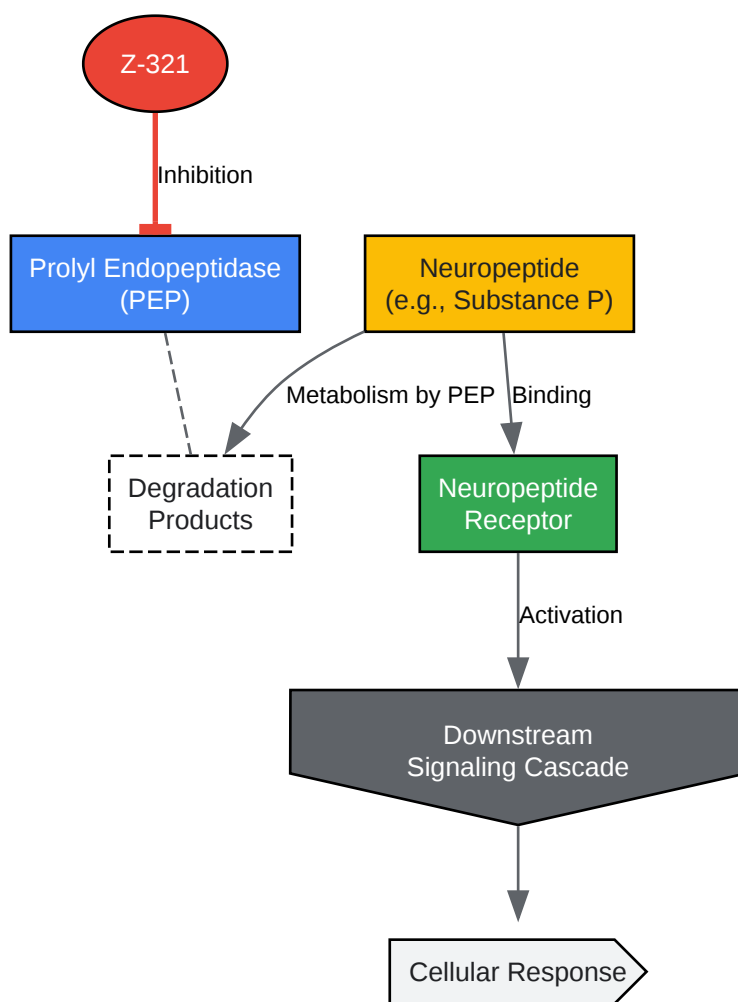 Z-321
Inhibition
Prolyl Endopeptidase
(PEP)
Neuropeptide
(e.g., Substance P)
Metabolism by PEP
Binding
Degradation
Products
Neuropeptide
Receptor
Activation
Downstream
Signaling Cascade
Cellular Response